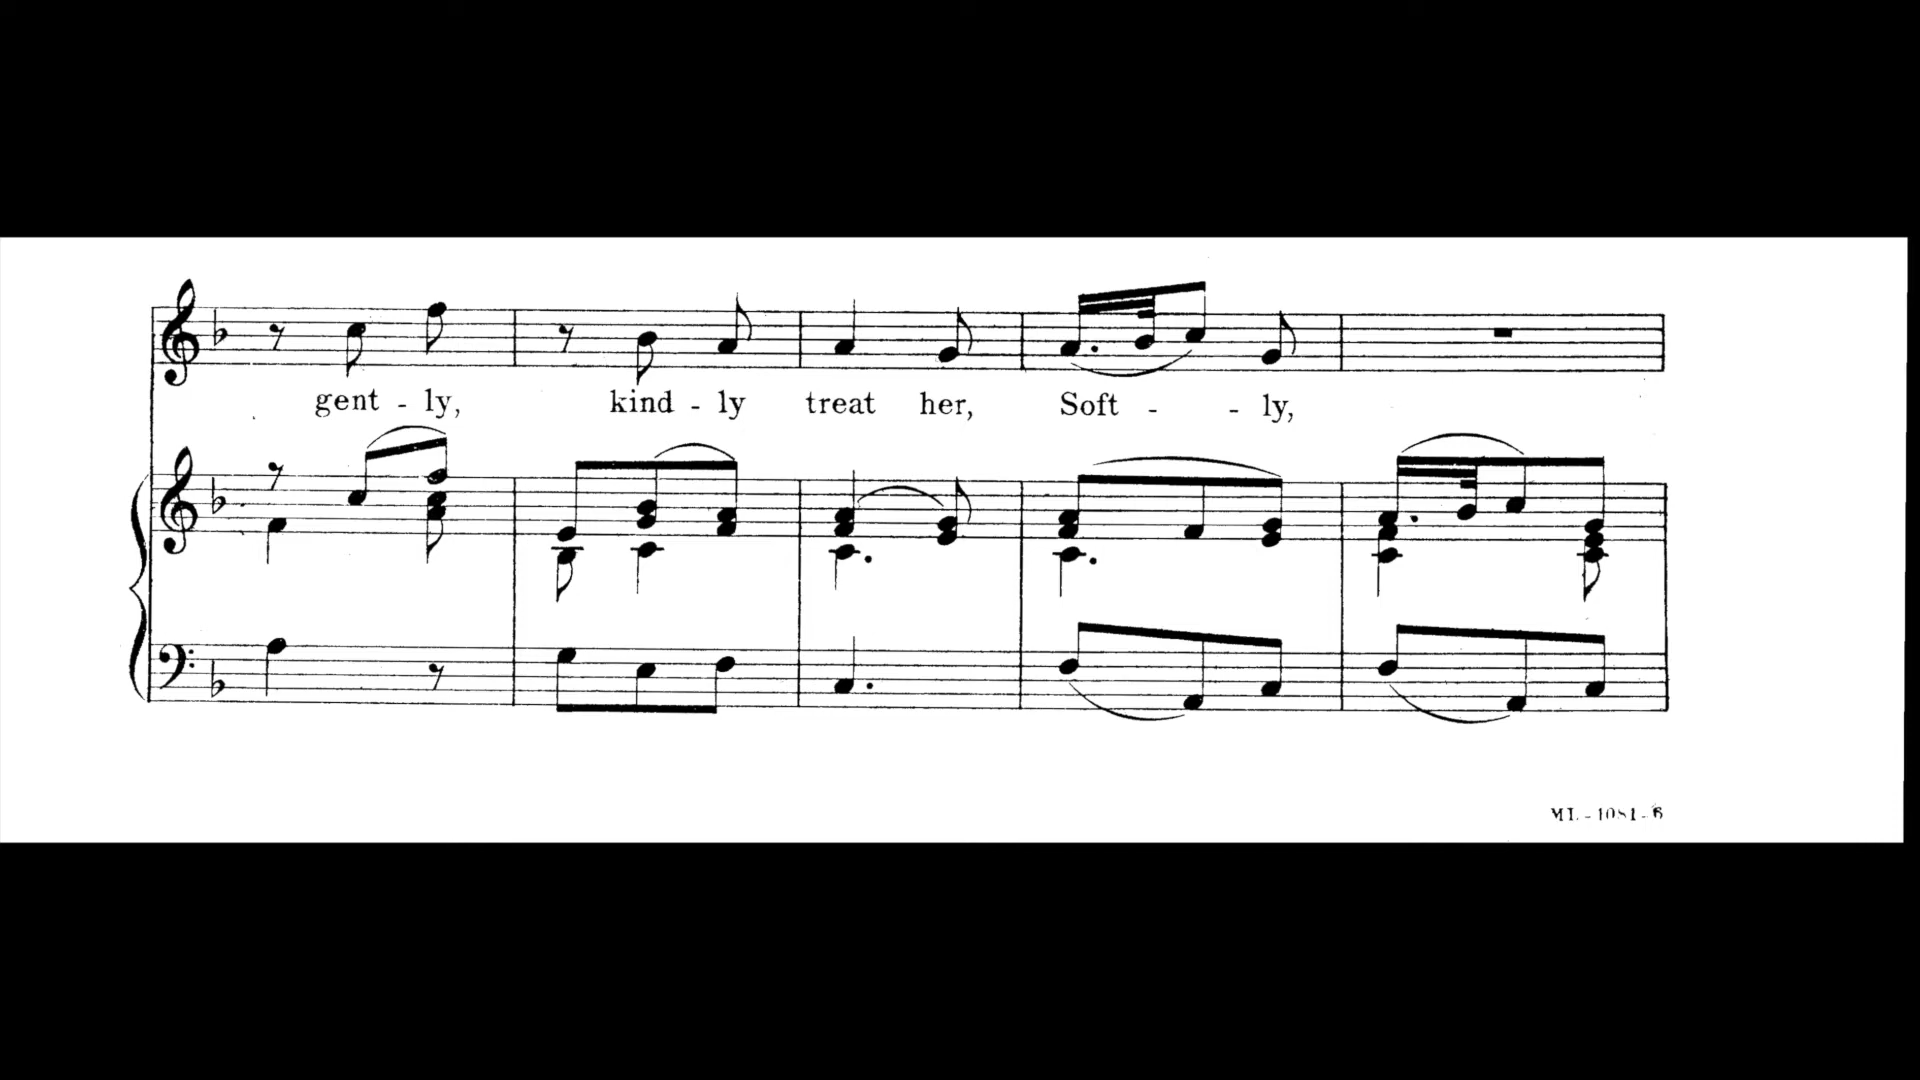 gent - ly, kind - ly treat her, Soft - - ly,
ML - 1081 - 6